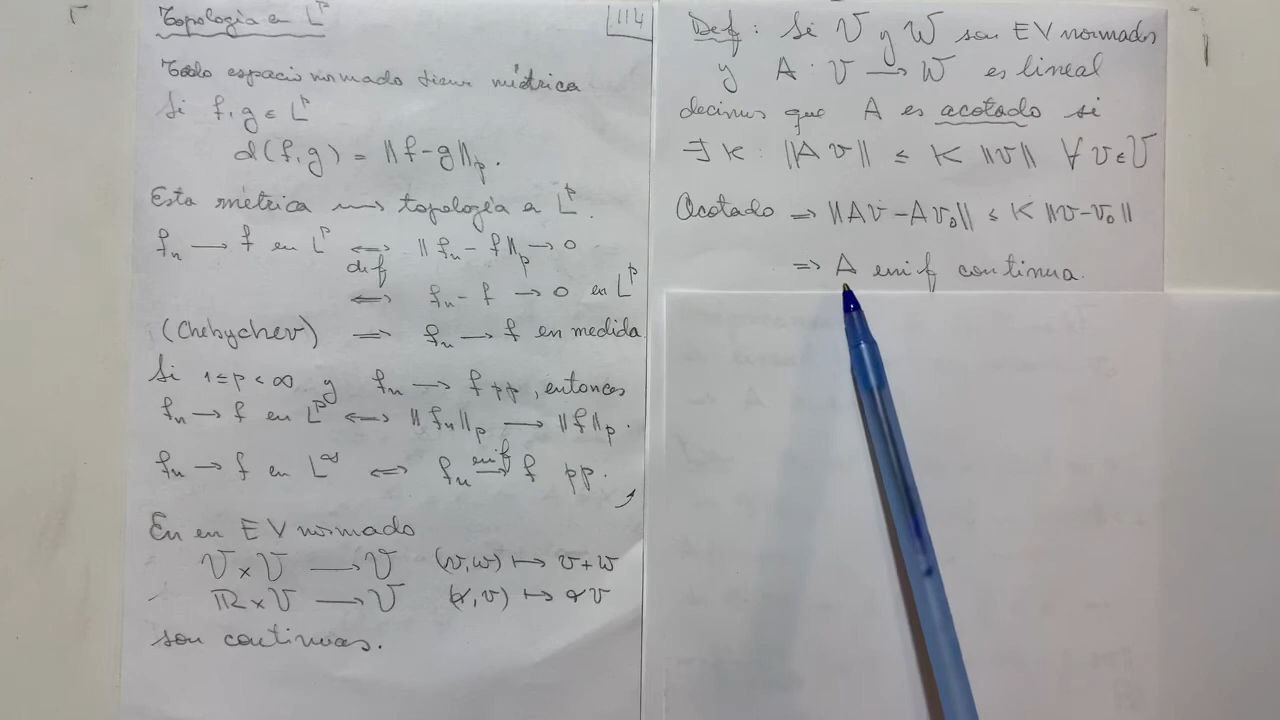 Topología en L^p
114
Todo espacio normado tiene métrica
Si f, g ∈ L^p
d(f,g) = ||f-g||_p.
Esta métrica ⟿ topología a L^p.
f_n → f en L^p ⟺ ||f_n - f||_p → 0
def
⟺ f_n - f → 0 en L^p
(Chebychev) ⟹ f_n → f en medida
Si 1≤p<∞ y f_n → f pp, entonces
f_n → f en L^p ⟺ ||f_n||_p → ||f||_p.
f_n → f en L^∞ ⟺ f_n →^{unif} f pp.
En un EV normado
V × V → V (v,w) ↦ v+w
ℝ × V → V (α,v) ↦ αv
son continuas.
Def: Si V y W son EV normados
y A: V → W es lineal
decimos que A es acotado si
∃ K: ||A v|| ≤ K ||v|| ∀ v ∈ V
Acotado ⟹ ||Av - Av_0|| ≤ K ||v-v_0||
⟹ A unif continua.